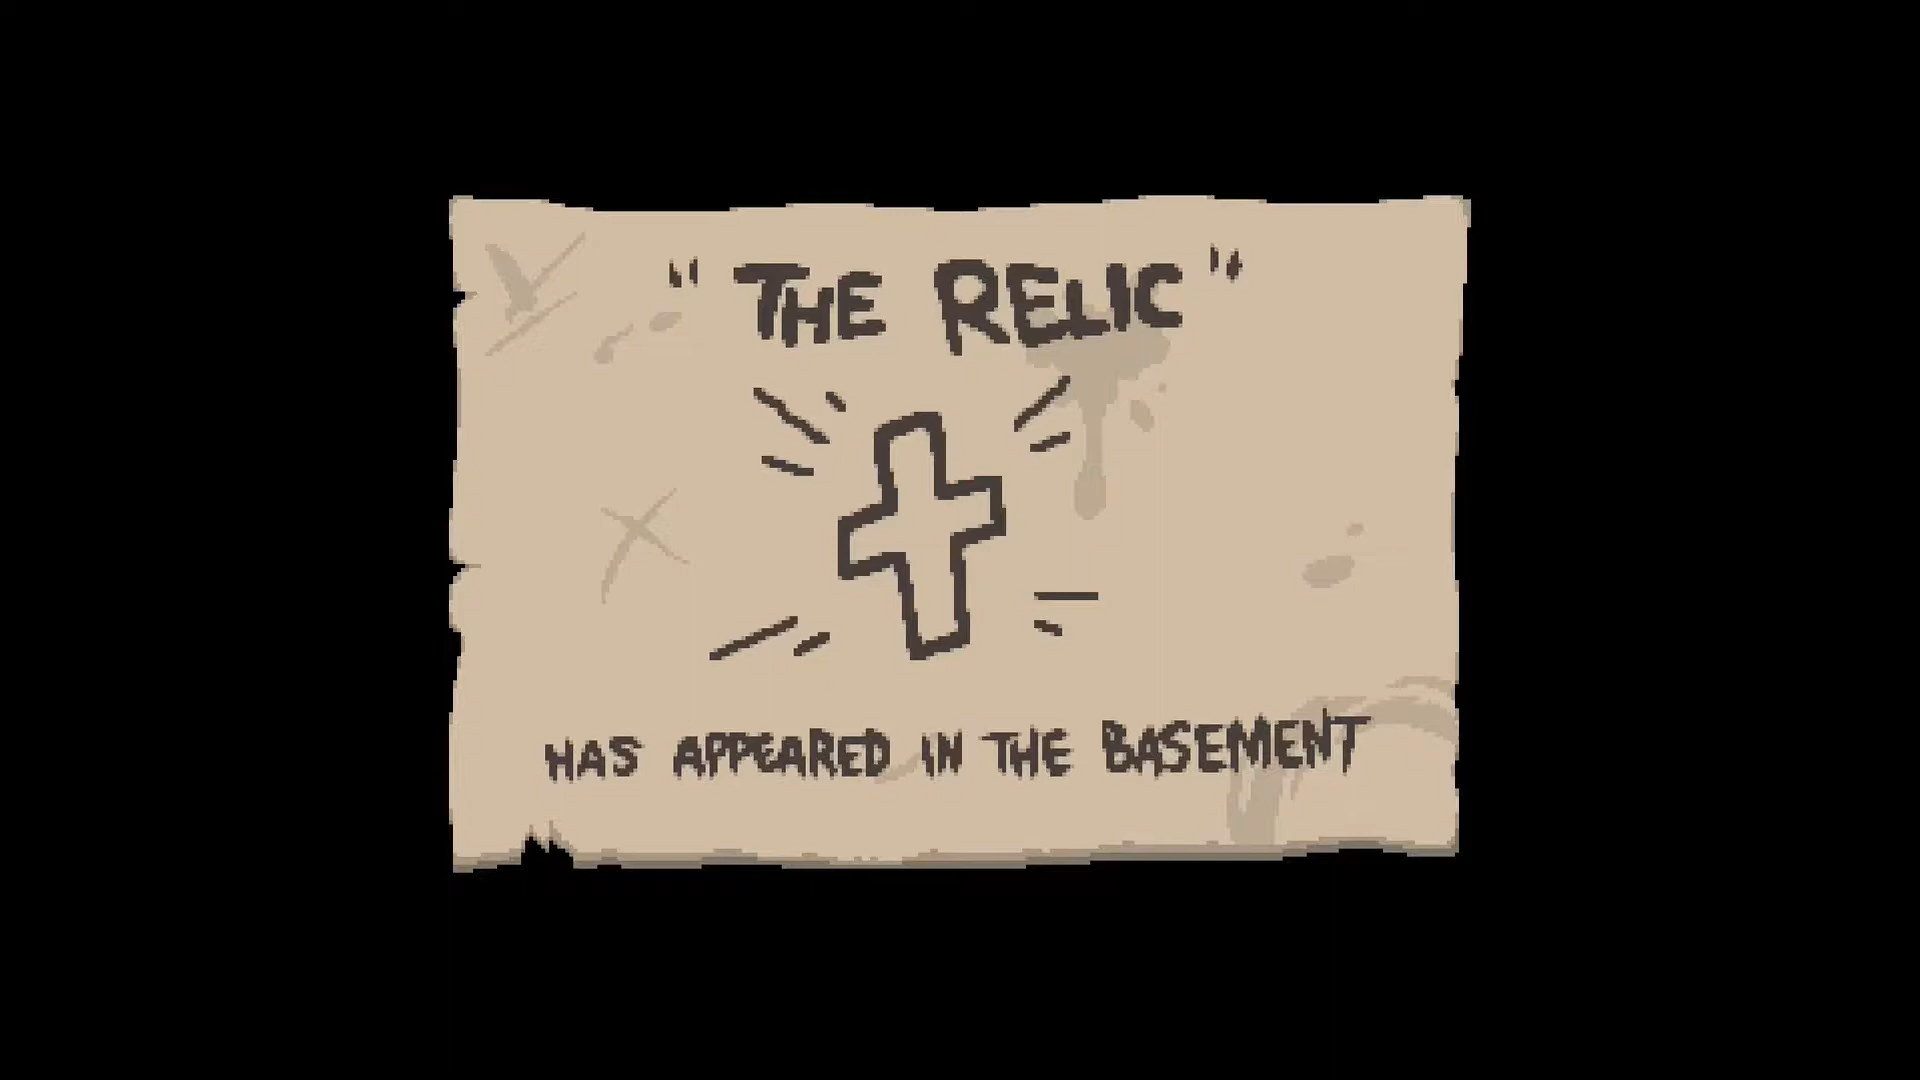 "THE RELIC"
HAS APPEARED IN THE BASEMENT